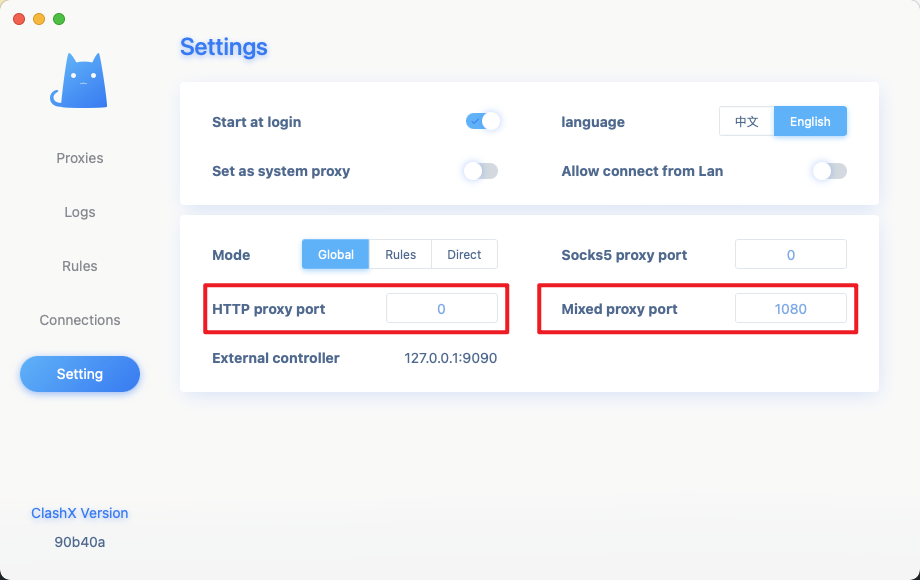 Settings
Start at login
language
中文
English
Set as system proxy
Allow connect from Lan
Proxies
Logs
Rules
Connections
Setting
Mode
Global
Rules
Direct
Socks5 proxy port
0
HTTP proxy port
0
Mixed proxy port
1080
External controller
127.0.0.1:9090
ClashX Version
90b40a